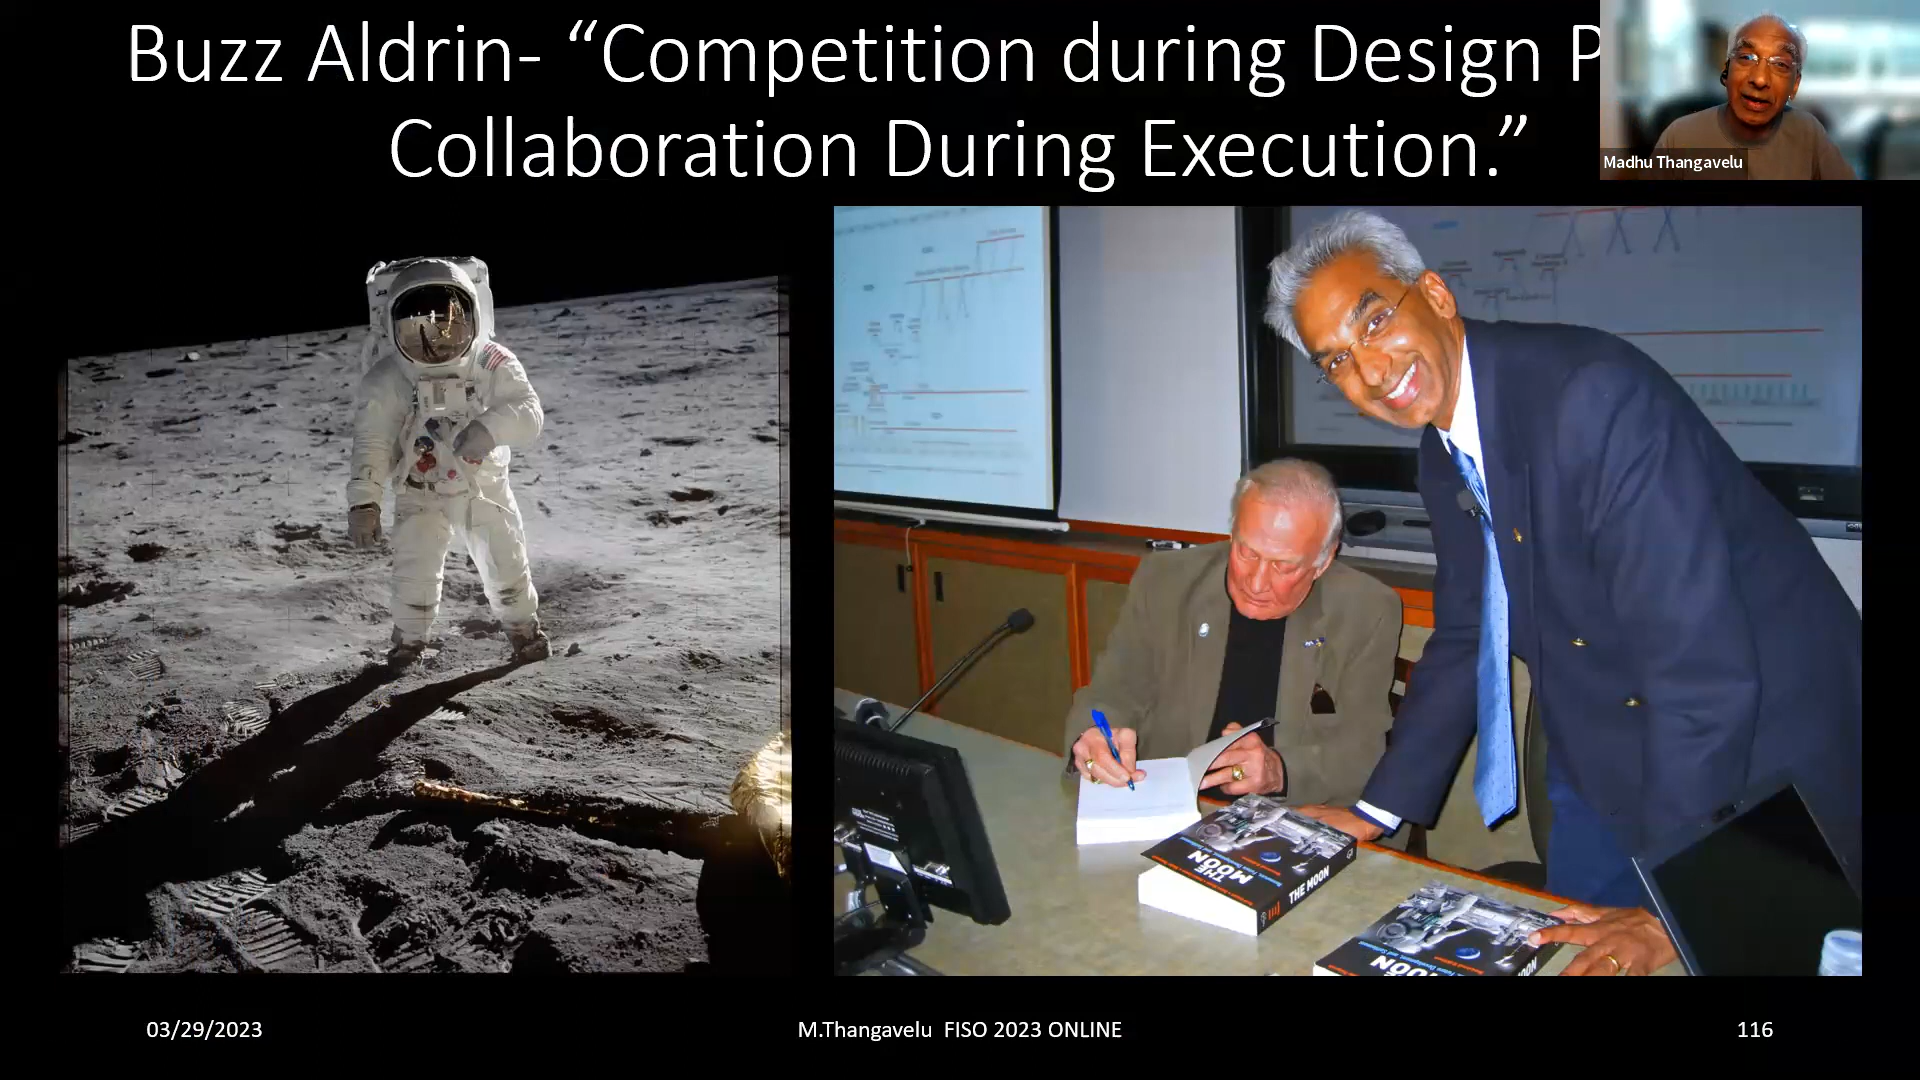 Buzz Aldrin- “Competition during Design P
Collaboration During Execution.”
Madhu Thangavelu
THE MOON
THE
MOON
03/29/2023
M.Thangavelu FISO 2023 ONLINE
116